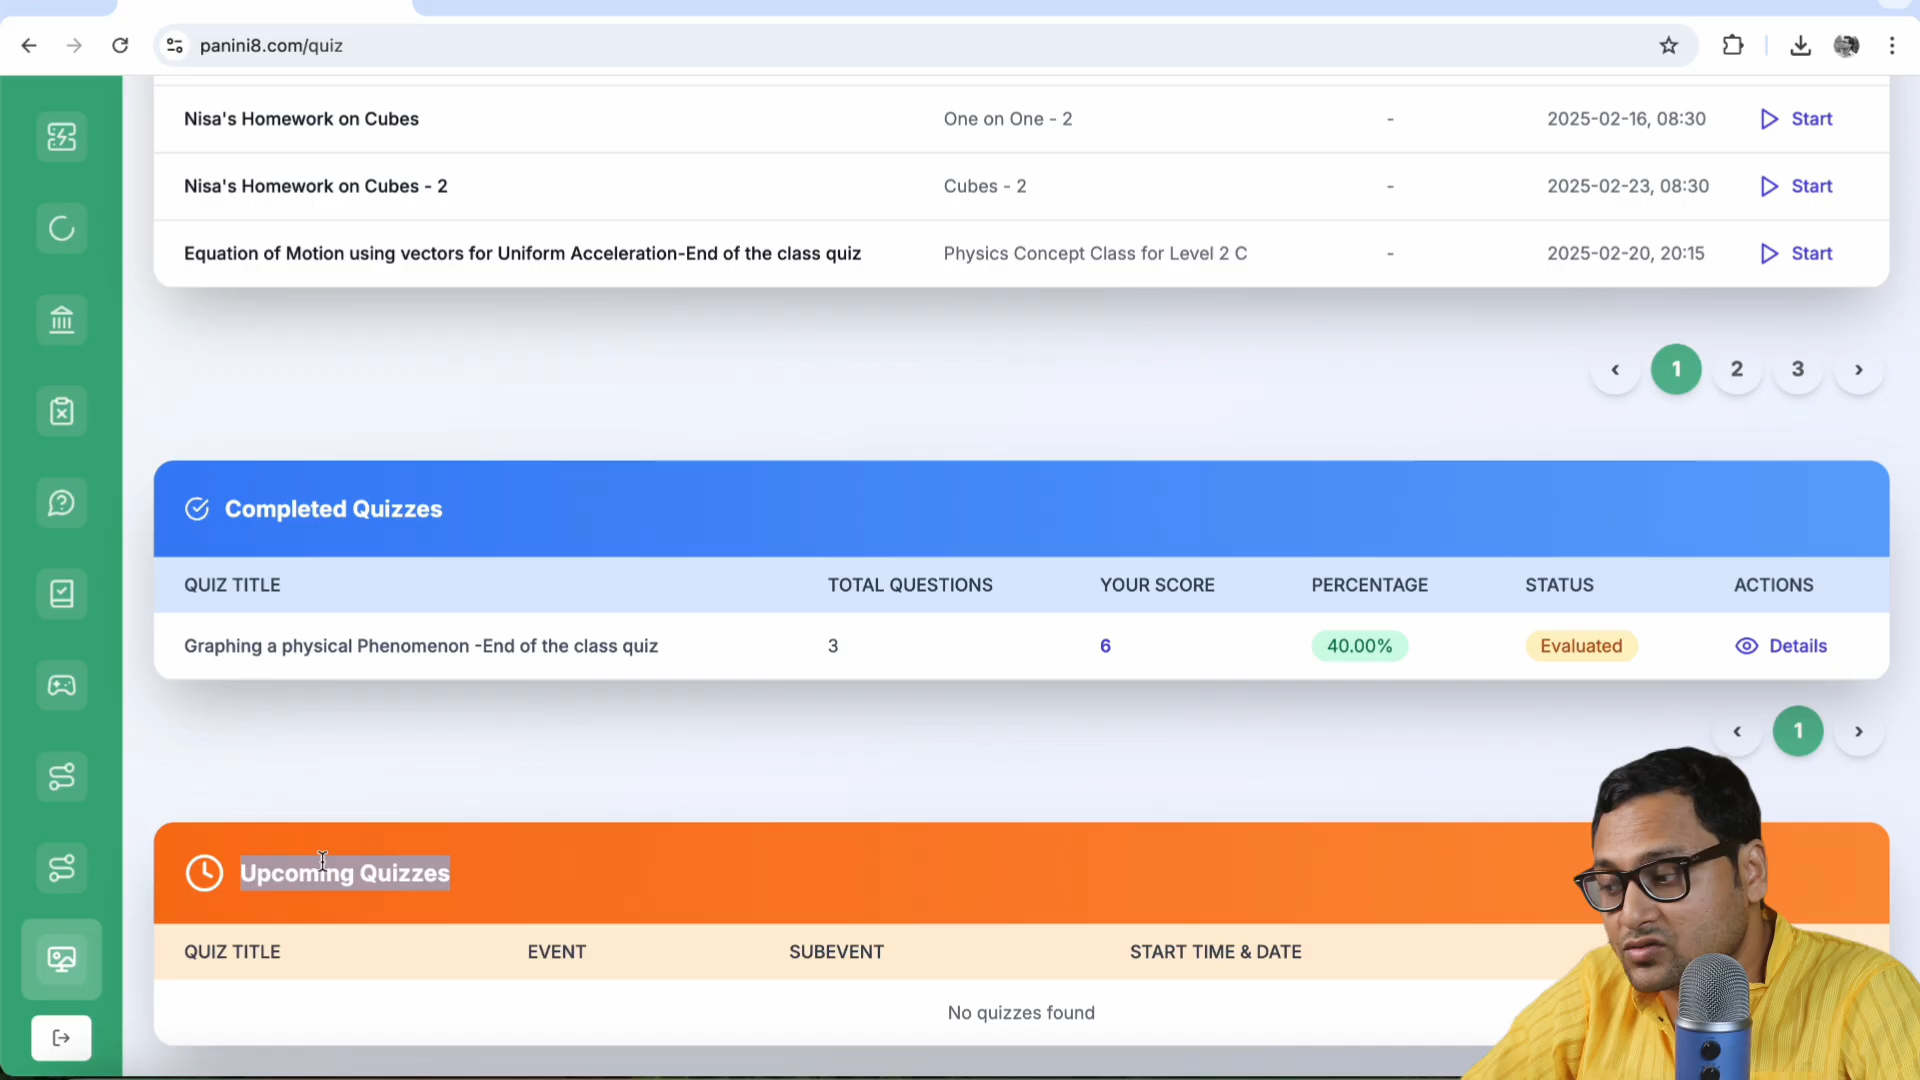 panini8.com/quiz
Nisa's Homework on Cubes One on One - 2 - 2025-02-16, 08:30 Start
Nisa's Homework on Cubes - 2 Cubes - 2 - 2025-02-23, 08:30 Start
Equation of Motion using vectors for Uniform Acceleration-End of the class quiz Physics Concept Class for Level 2 C - 2025-02-20, 20:15 Start
‹ 1 2 3 ›
Completed Quizzes
QUIZ TITLE TOTAL QUESTIONS YOUR SCORE PERCENTAGE STATUS ACTIONS
Graphing a physical Phenomenon -End of the class quiz 3 6 40.00% Evaluated Details
‹ 1 ›
Upcoming Quizzes
QUIZ TITLE EVENT SUBEVENT START TIME & DATE
No quizzes found